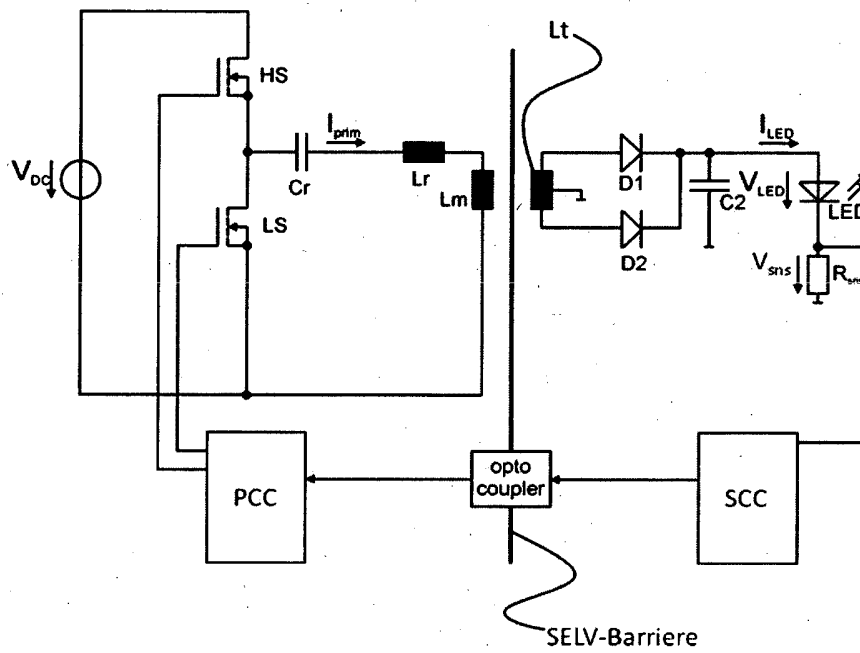 Lt
HS
I_prim
I_LED
V_DC
Cr
Lr
Lm
D1
C2
V_LED
LED
LS
D2
V_sns
R_sns
PCC
opto
coupler
SCC
SELV-Barriere